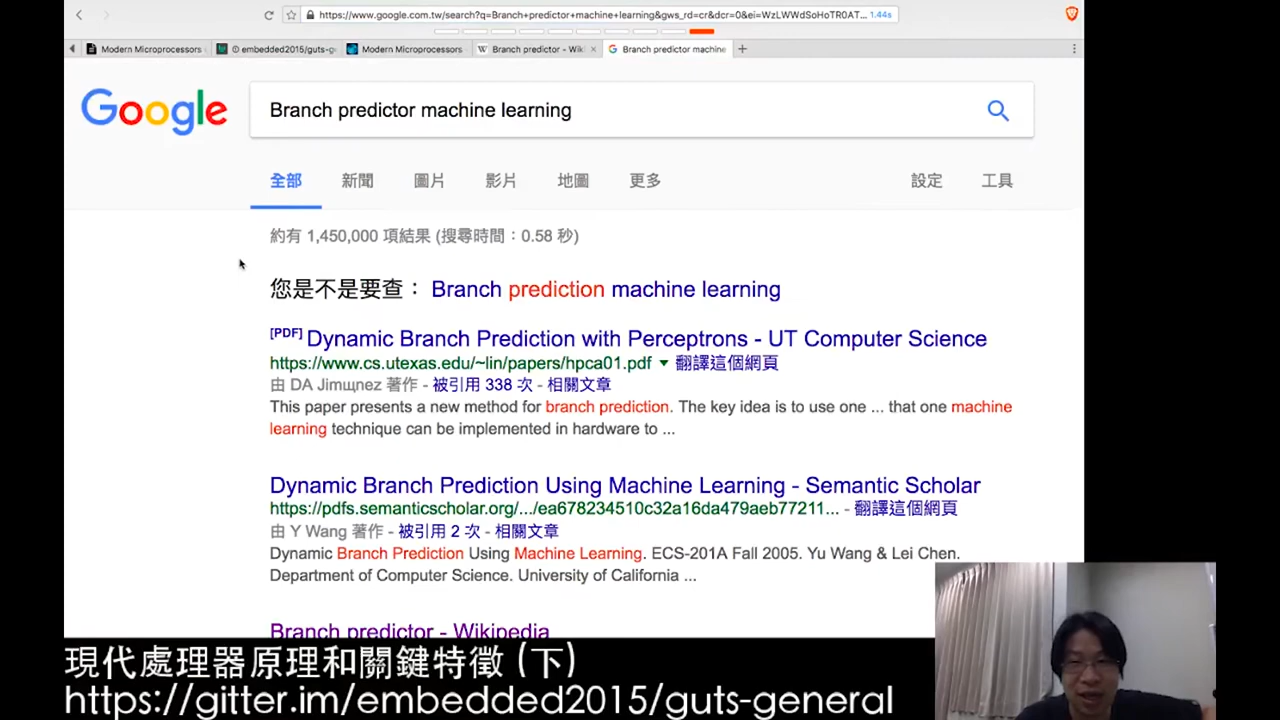 https://www.google.com.tw/search?q=Branch+predictor+machine+learning&gws_rd=cr&dcr=0&ei=WzLWWdSoHoTR0AT... 1.44s
Modern Microprocessors
embedded2015/guts-g
Modern Microprocessors
Branch predictor - Wiki
Branch predictor machine
Google
Branch predictor machine learning
全部 新聞 圖片 影片 地圖 更多 設定 工具
約有 1,450,000 項結果 (搜尋時間：0.58 秒)
您是不是要查： Branch prediction machine learning
[PDF] Dynamic Branch Prediction with Perceptrons - UT Computer Science
https://www.cs.utexas.edu/~lin/papers/hpca01.pdf ▼ 翻譯這個網頁
由 DA Jimщnez 著作 - 被引用 338 次 - 相關文章
This paper presents a new method for branch prediction. The key idea is to use one ... that one machine
learning technique can be implemented in hardware to ...
Dynamic Branch Prediction Using Machine Learning - Semantic Scholar
https://pdfs.semanticscholar.org/.../ea678234510c32a16da479aeb77211... - 翻譯這個網頁
由 Y Wang 著作 - 被引用 2 次 - 相關文章
Dynamic Branch Prediction Using Machine Learning. ECS-201A Fall 2005. Yu Wang & Lei Chen.
Department of Computer Science. University of California ...
Branch predictor - Wikipedia
現代處理器原理和關鍵特徵 (下)
https://gitter.im/embedded2015/guts-general